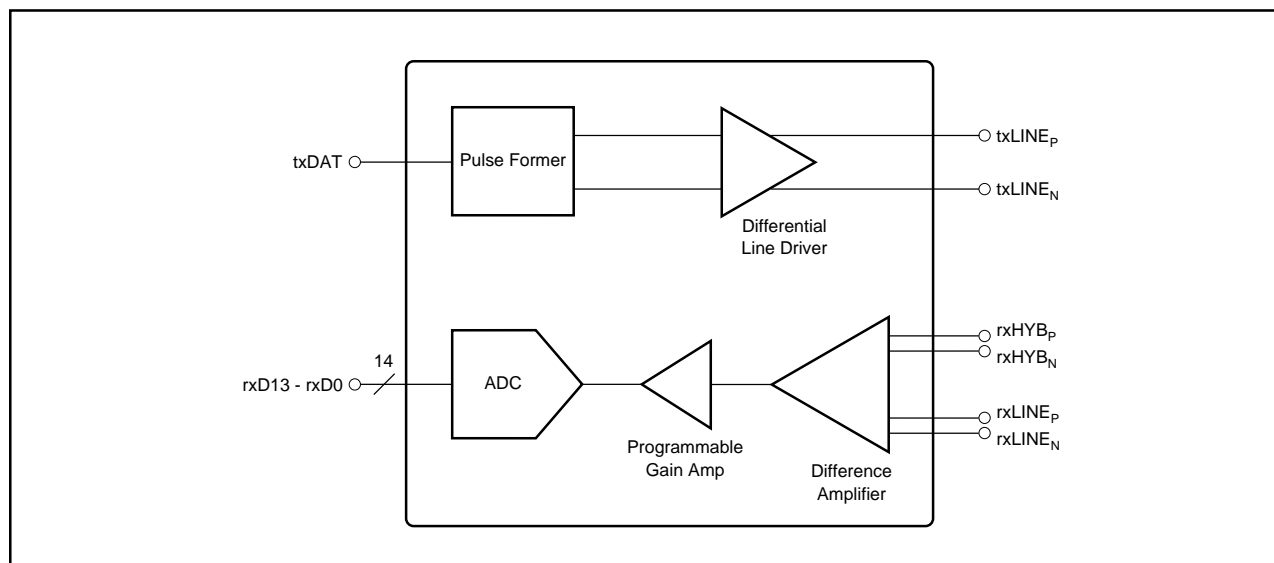 txDAT
Pulse Former
txLINEP
txLINEN
Differential
Line Driver
14
rxD13 - rxD0
ADC
Programmable
Gain Amp
Difference
Amplifier
rxHYBP
rxHYBN
rxLINEP
rxLINEN